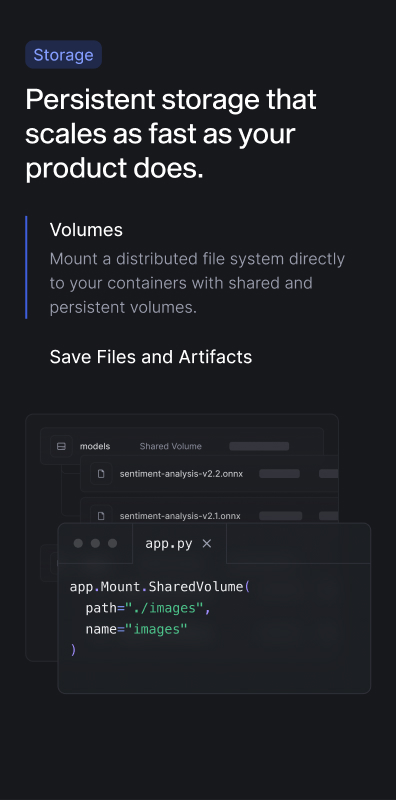 Storage
Persistent storage that
scales as fast as your
product does.
Volumes
Mount a distributed file system directly
to your containers with shared and
persistent volumes.
Save Files and Artifacts
models Shared Volume
sentiment-analysis-v2.2.onnx
sentiment-analysis-v2.1.onnx
app.py ×
app.Mount.SharedVolume(
path="./images",
name="images"
)